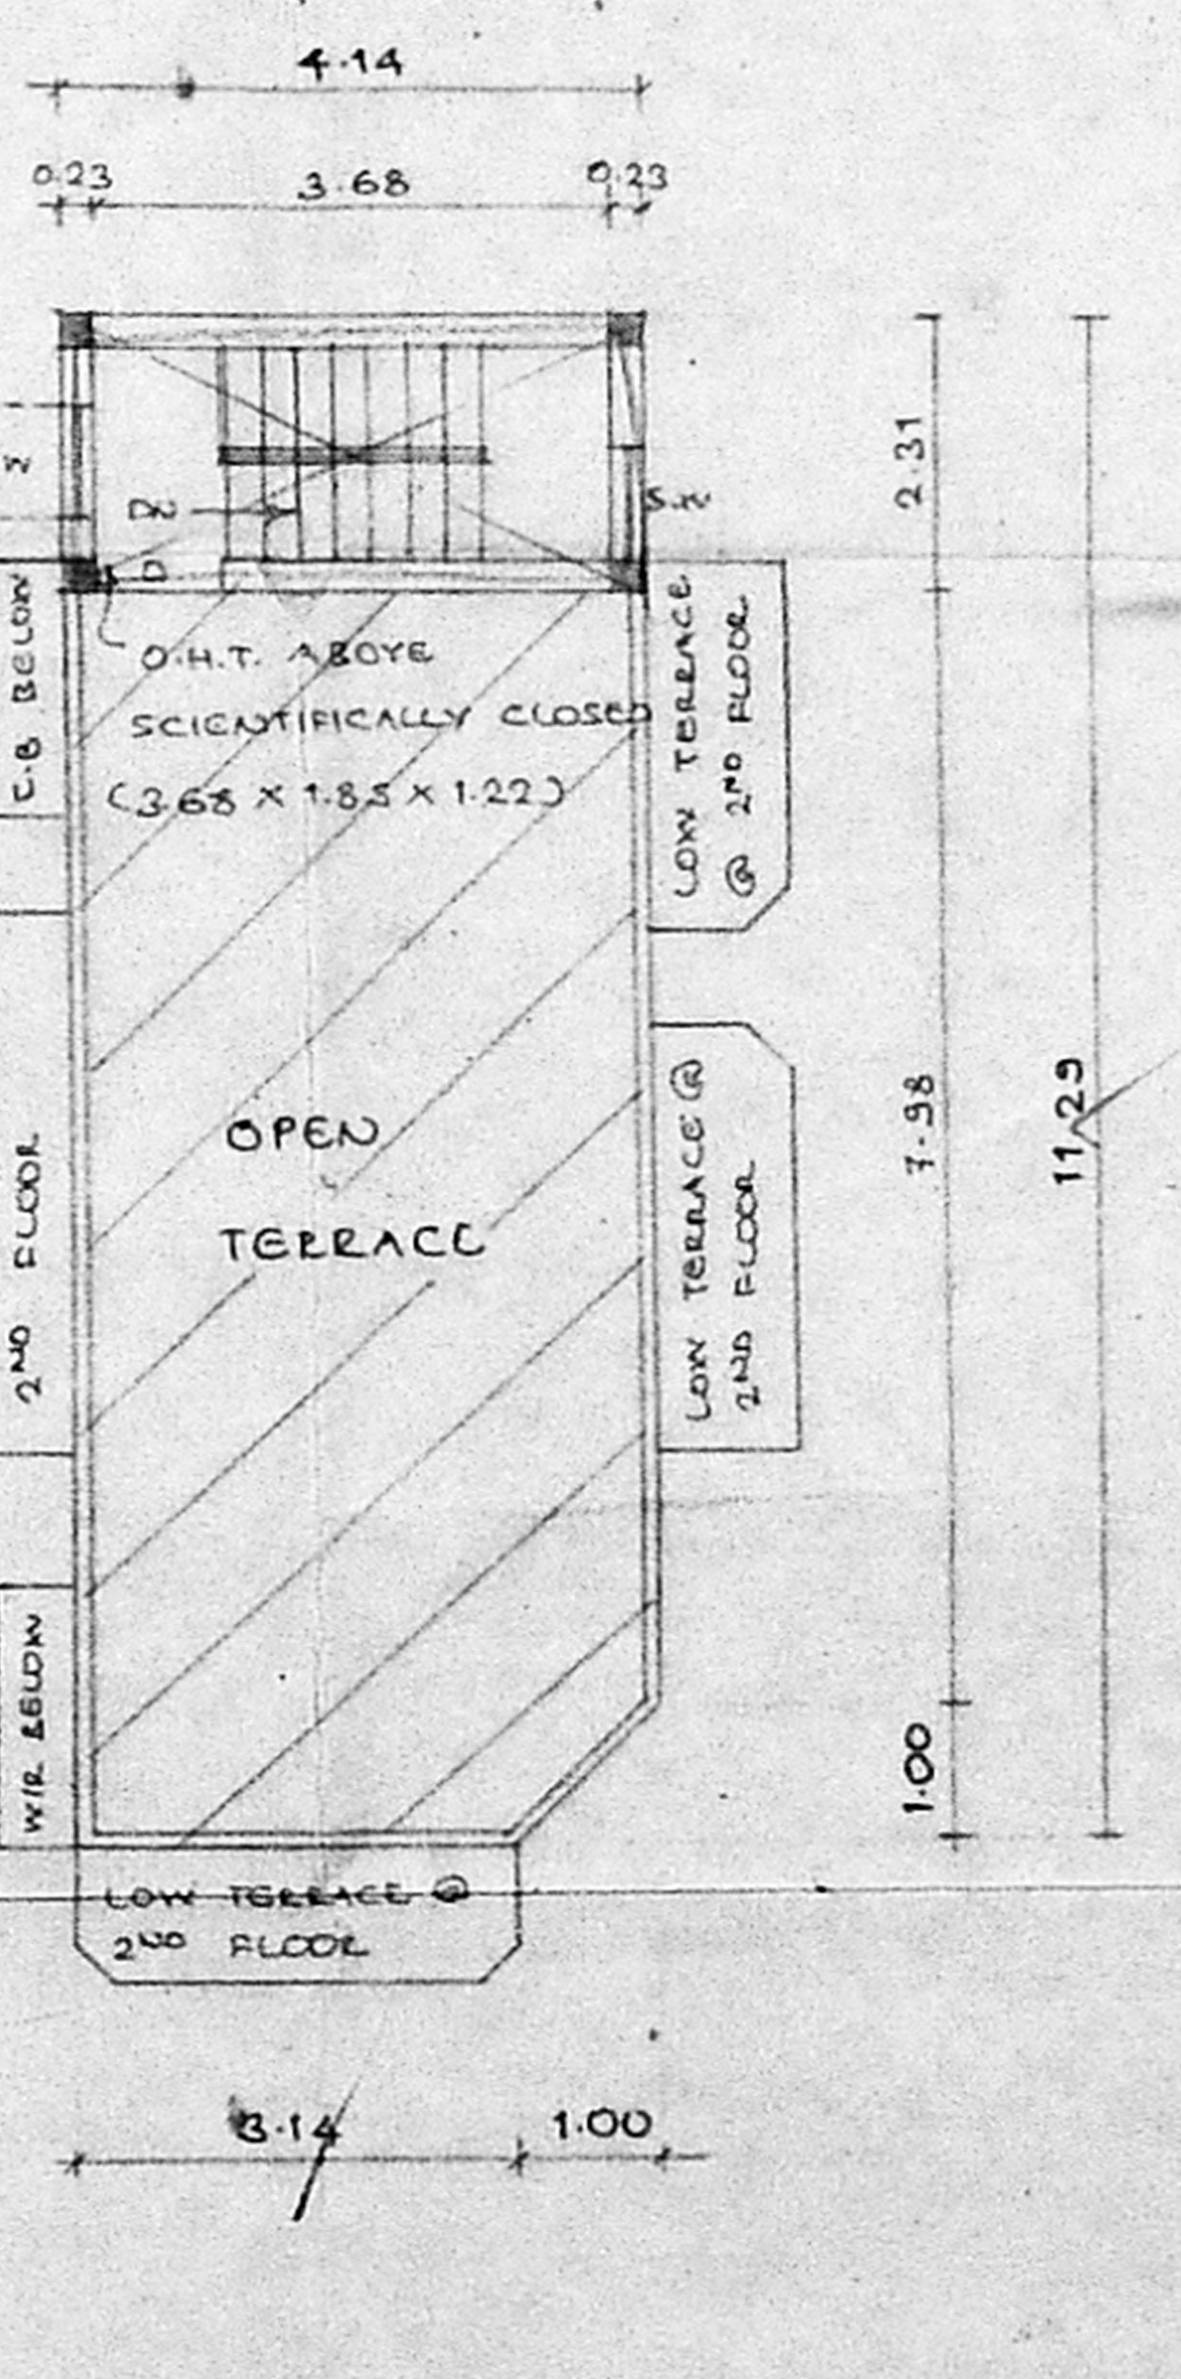 4.14
0.23 3.68 0.23
2.31
W
DN
S.W
D
O.H.T. ABOVE
SCIENTIFICALLY CLOSED
(3.68 X 1.85 X 1.22)
C.B BELOW
LOW TERRACE
@ 2ND FLOOR
OPEN
TERRACE
2ND FLOOR
LOW TERRACE @
2ND FLOOR
7.98
11.29
W/R BELOW
1.00
LOW TERRACE @
2ND FLOOR
3.14 1.00